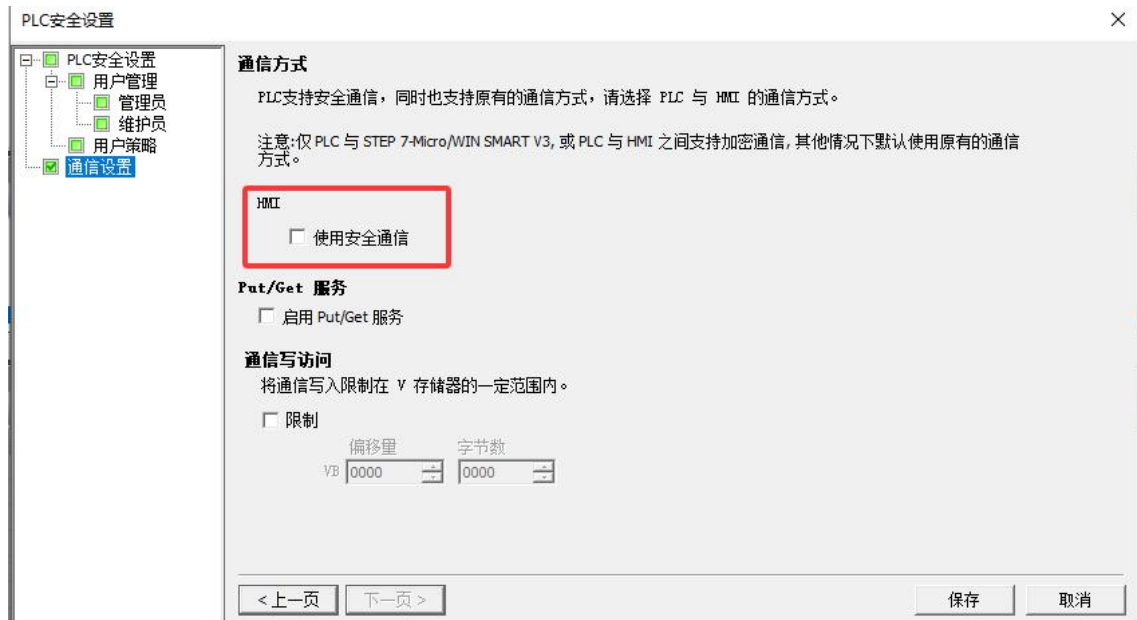 PLC安全设置
PLC安全设置
用户管理
管理员
维护员
用户策略
通信设置
通信方式
PLC支持安全通信，同时也支持原有的通信方式，请选择 PLC 与 HMI 的通信方式。
注意:仅 PLC 与 STEP 7-Micro/WIN SMART V3, 或 PLC 与 HMI 之间支持加密通信, 其他情况下默认使用原有的通信
方式。
HMI
使用安全通信
Put/Get 服务
启用 Put/Get 服务
通信写访问
将通信写入限制在 V 存储器的一定范围内。
限制
偏移量 字节数
VB 0000 0000
<上一页 下一页> 保存 取消